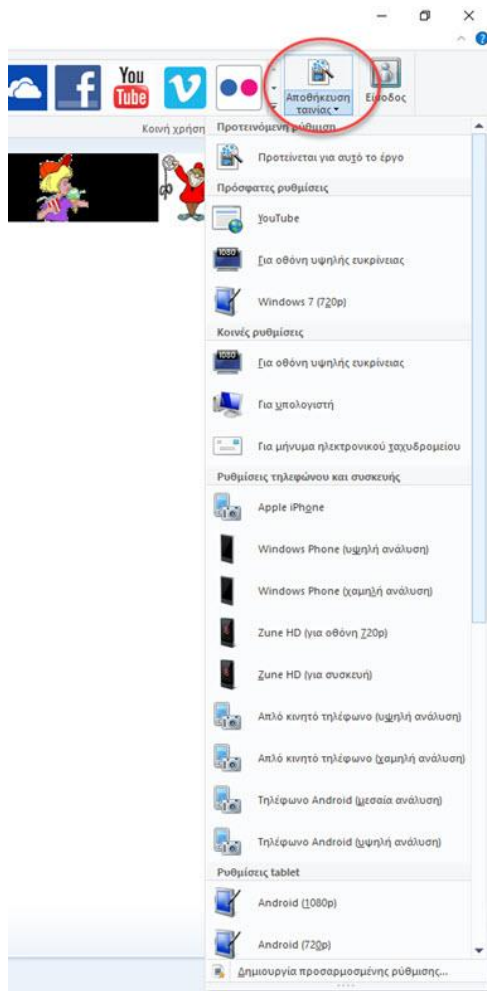 You
Tube
Αποθήκευση
ταινίας
Είσοδος
Κοινή χρήση
Προτεινόμενη ρύθμιση
Προτείνεται για αυτό το έργο
Πρόσφατες ρυθμίσεις
YouTube
1080
Για οθόνη υψηλής ευκρίνειας
Windows 7 (720p)
Κοινές ρυθμίσεις
1080
Για οθόνη υψηλής ευκρίνειας
Για υπολογιστή
Για μήνυμα ηλεκτρονικού ταχυδρομείου
Ρυθμίσεις τηλεφώνου και συσκευής
Apple iPhone
Windows Phone (υψηλή ανάλυση)
Windows Phone (χαμηλή ανάλυση)
Zune HD (για οθόνη 720p)
Zune HD (για συσκευή)
Απλό κινητό τηλέφωνο (υψηλή ανάλυση)
Απλό κινητό τηλέφωνο (χαμηλή ανάλυση)
Τηλέφωνο Android (μεσαία ανάλυση)
Τηλέφωνο Android (υψηλή ανάλυση)
Ρυθμίσεις tablet
Android (1080p)
Android (720p)
Δημιουργία προσαρμοσμένης ρύθμισης...